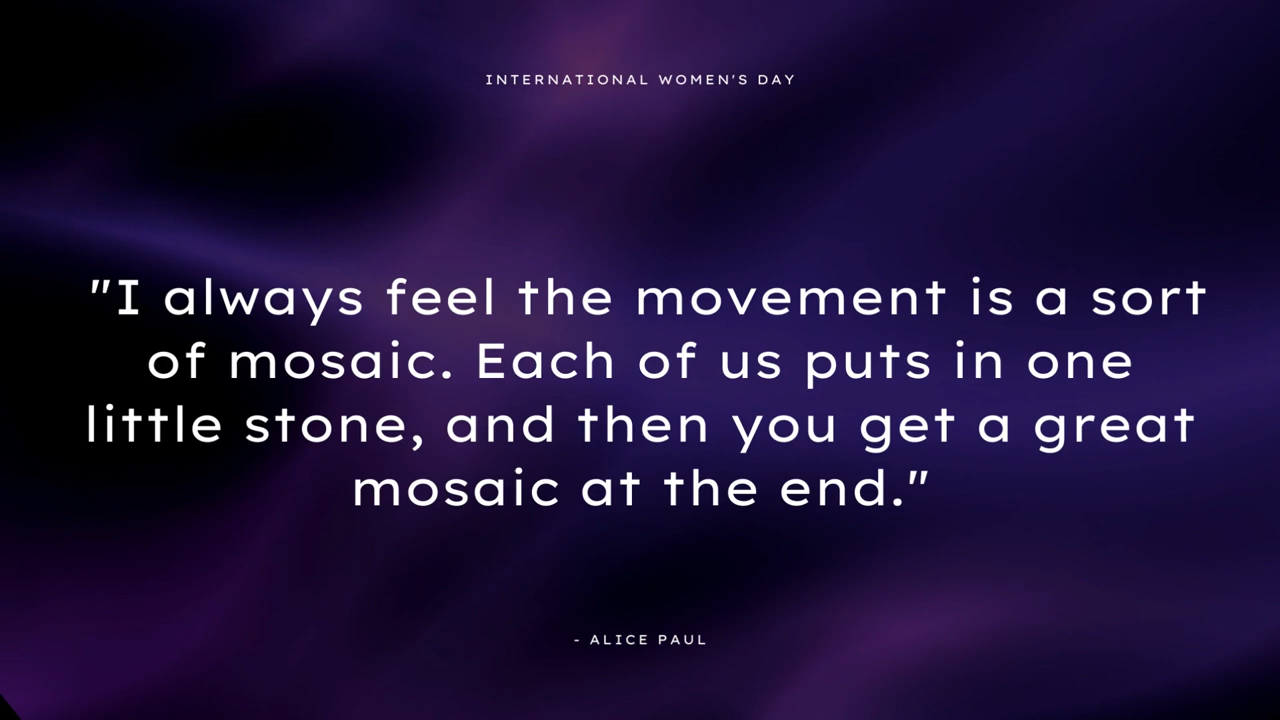 INTERNATIONAL WOMEN'S DAY
"I always feel the movement is a sort
of mosaic. Each of us puts in one
little stone, and then you get a great
mosaic at the end."
- ALICE PAUL